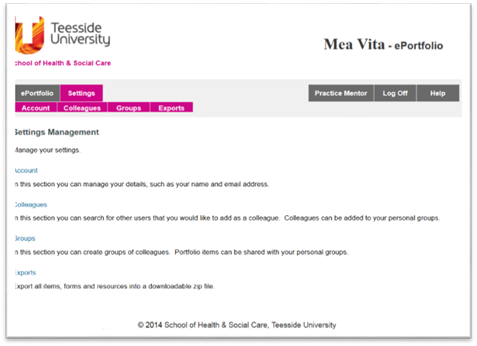 Teesside
University
chool of Health & Social Care
Mea Vita - ePortfolio
ePortfolio Settings Practice Mentor Log Off Help
Account Colleagues Groups Exports
Settings Management
Manage your settings.
Account
n this section you can manage your details, such as your name and email address.
Colleagues
n this section you can search for other users that you would like to add as a colleague. Colleagues can be added to your personal groups.
Groups
n this section you can create groups of colleagues. Portfolio items can be shared with your personal groups.
Exports
Export all items, forms and resources into a downloadable zip file.
© 2014 School of Health & Social Care, Teesside University